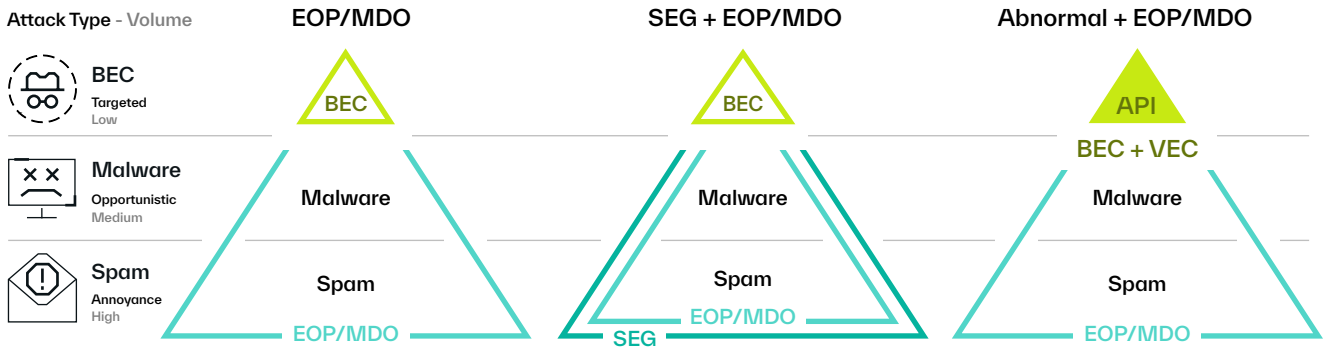 Attack Type - Volume
EOP/MDO
SEG + EOP/MDO
Abnormal + EOP/MDO
BEC
Targeted
Low
BEC
BEC
API
BEC + VEC
Malware
Opportunistic
Medium
Malware
Malware
Malware
Spam
Annoyance
High
Spam
Spam
Spam
EOP/MDO
EOP/MDO
SEG
EOP/MDO